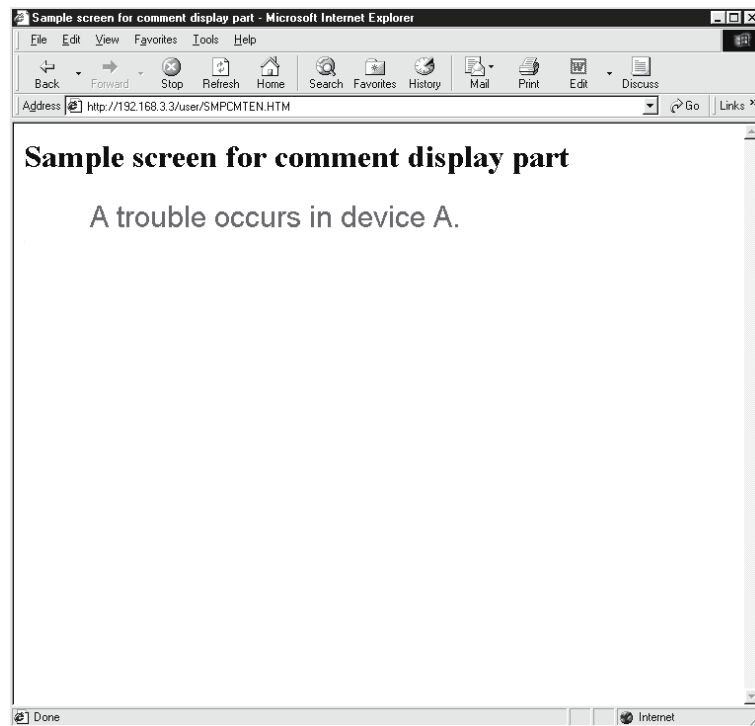 Sample screen for comment display part - Microsoft Internet Explorer
File Edit View Favorites Tools Help
Back Forward Stop Refresh Home Search Favorites History Mail Print Edit Discuss
Address http://192.168.3.3/user/SMPCMTEN.HTM Go Links »
Sample screen for comment display part
A trouble occurs in device A.
Done Internet